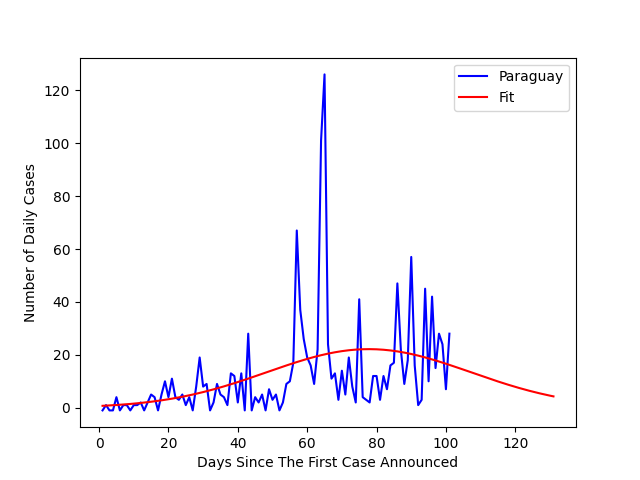 Paraguay
Fit
Number of Daily Cases
120
100
80
60
40
20
0
0 20 40 60 80 100 120
Days Since The First Case Announced